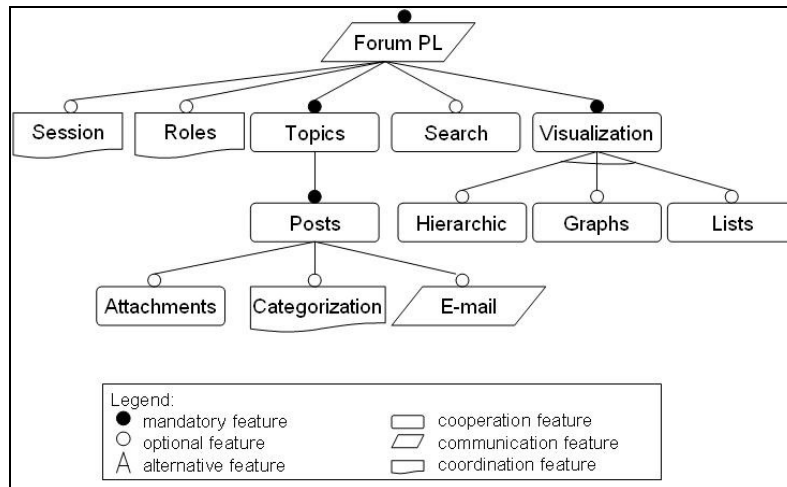 Forum PL
Session
Roles
Topics
Search
Visualization
Posts
Hierarchic
Graphs
Lists
Attachments
Categorization
E-mail
Legend:
mandatory feature
cooperation feature
optional feature
communication feature
alternative feature
coordination feature